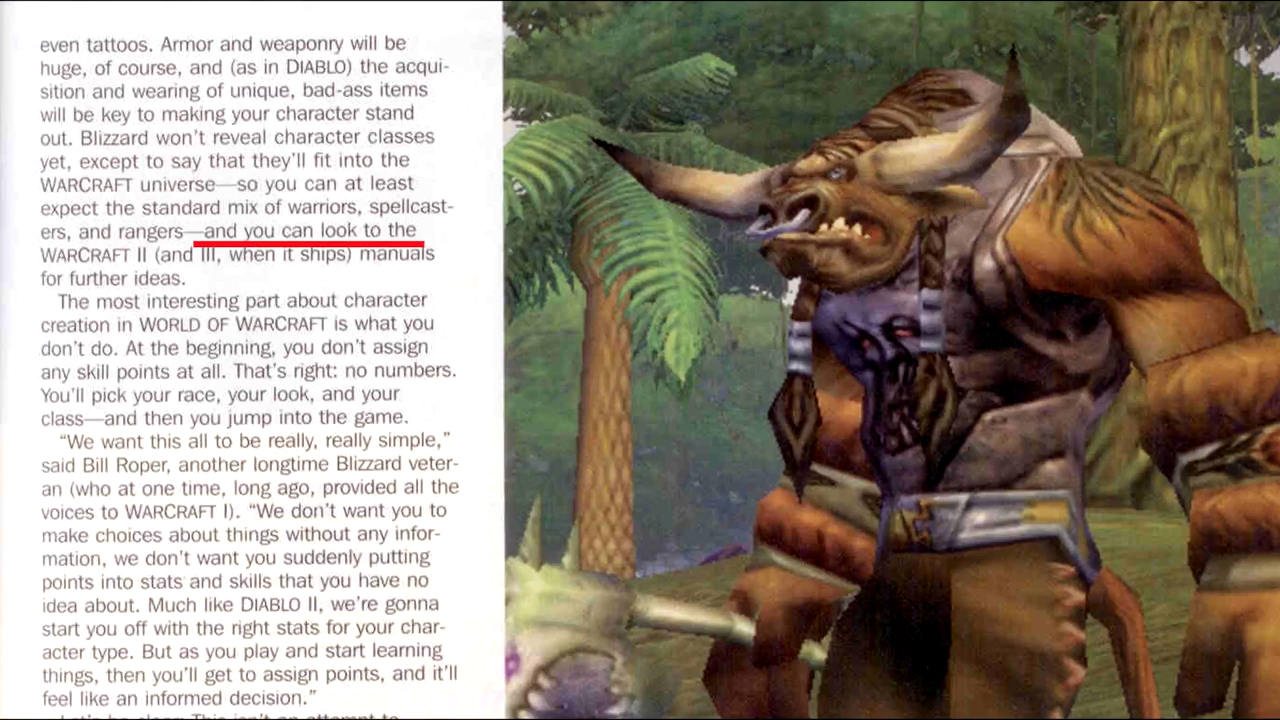 even tattoos. Armor and weaponry will be
huge, of course, and (as in DIABLO) the acqui-
sition and wearing of unique, bad-ass items
will be key to making your character stand
out. Blizzard won't reveal character classes
yet, except to say that they'll fit into the
WARCRAFT universe—so you can at least
expect the standard mix of warriors, spellcast-
ers, and rangers—and you can look to the
WARCRAFT II (and III, when it ships) manuals
for further ideas.
The most interesting part about character
creation in WORLD OF WARCRAFT is what you
don't do. At the beginning, you don't assign
any skill points at all. That's right: no numbers.
You'll pick your race, your look, and your
class—and then you jump into the game.
"We want this all to be really, really simple,"
said Bill Roper, another longtime Blizzard veter-
an (who at one time, long ago, provided all the
voices to WARCRAFT I). "We don't want you to
make choices about things without any infor-
mation, we don't want you suddenly putting
points into stats and skills that you have no
idea about. Much like DIABLO II, we're gonna
start you off with the right stats for your char-
acter type. But as you play and start learning
things, then you'll get to assign points, and it'll
feel like an informed decision."
Let's be clear: This isn't an attempt to